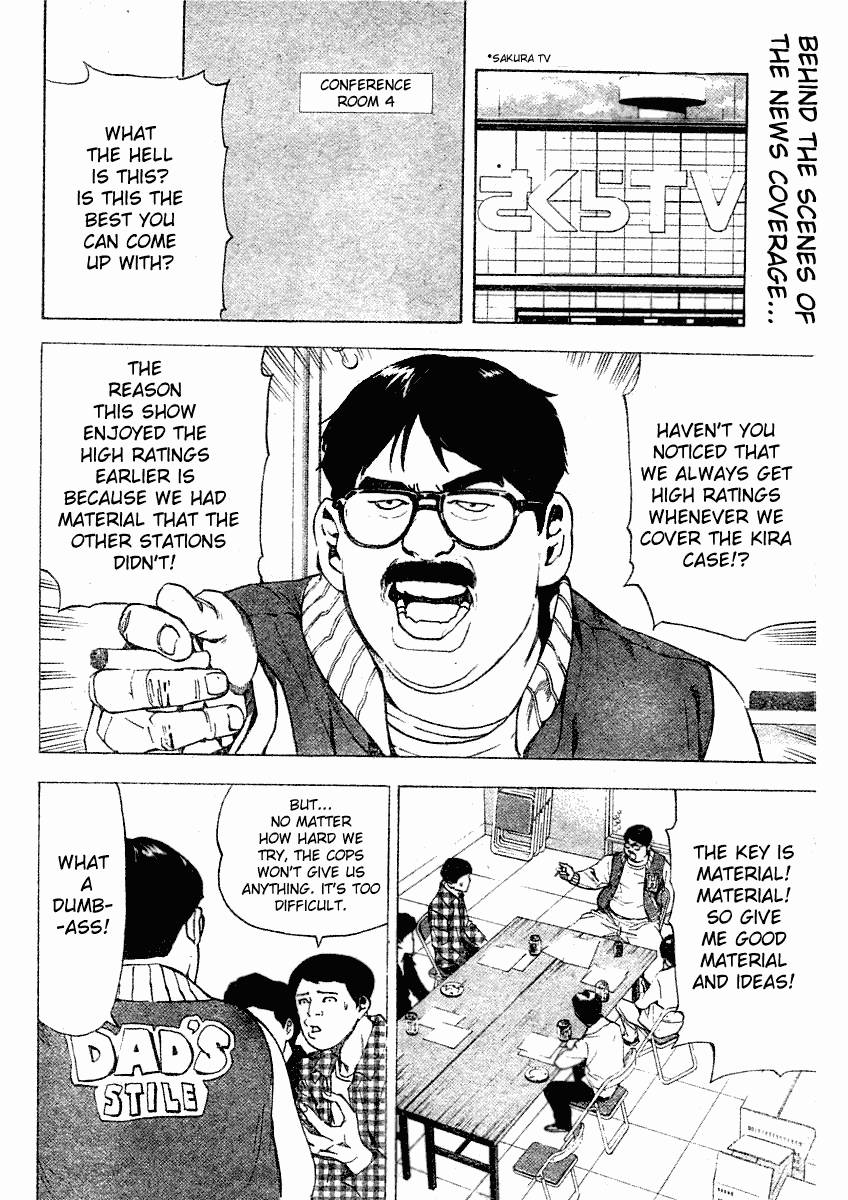 BEHIND THE SCENES OF
THE NEWS COVERAGE...
*SAKURA TV
さくらTV
CONFERENCE
ROOM 4
WHAT
THE HELL
IS THIS?
IS THIS THE
BEST YOU
CAN COME
UP WITH?
HAVEN'T YOU
NOTICED THAT
WE ALWAYS GET
HIGH RATINGS
WHENEVER WE
COVER THE KIRA
CASE!?
THE
REASON
THIS SHOW
ENJOYED THE
HIGH RATINGS
EARLIER IS
BECAUSE WE HAD
MATERIAL THAT THE
OTHER STATIONS
DIDN'T!
THE KEY IS
MATERIAL!
MATERIAL!
SO GIVE
ME GOOD
MATERIAL
AND IDEAS!
BUT...
NO MATTER
HOW HARD WE
TRY, THE COPS
WON'T GIVE US
ANYTHING. IT'S TOO
DIFFICULT.
WHAT
A
DUMB-
-ASS!
DAD'S
STILE